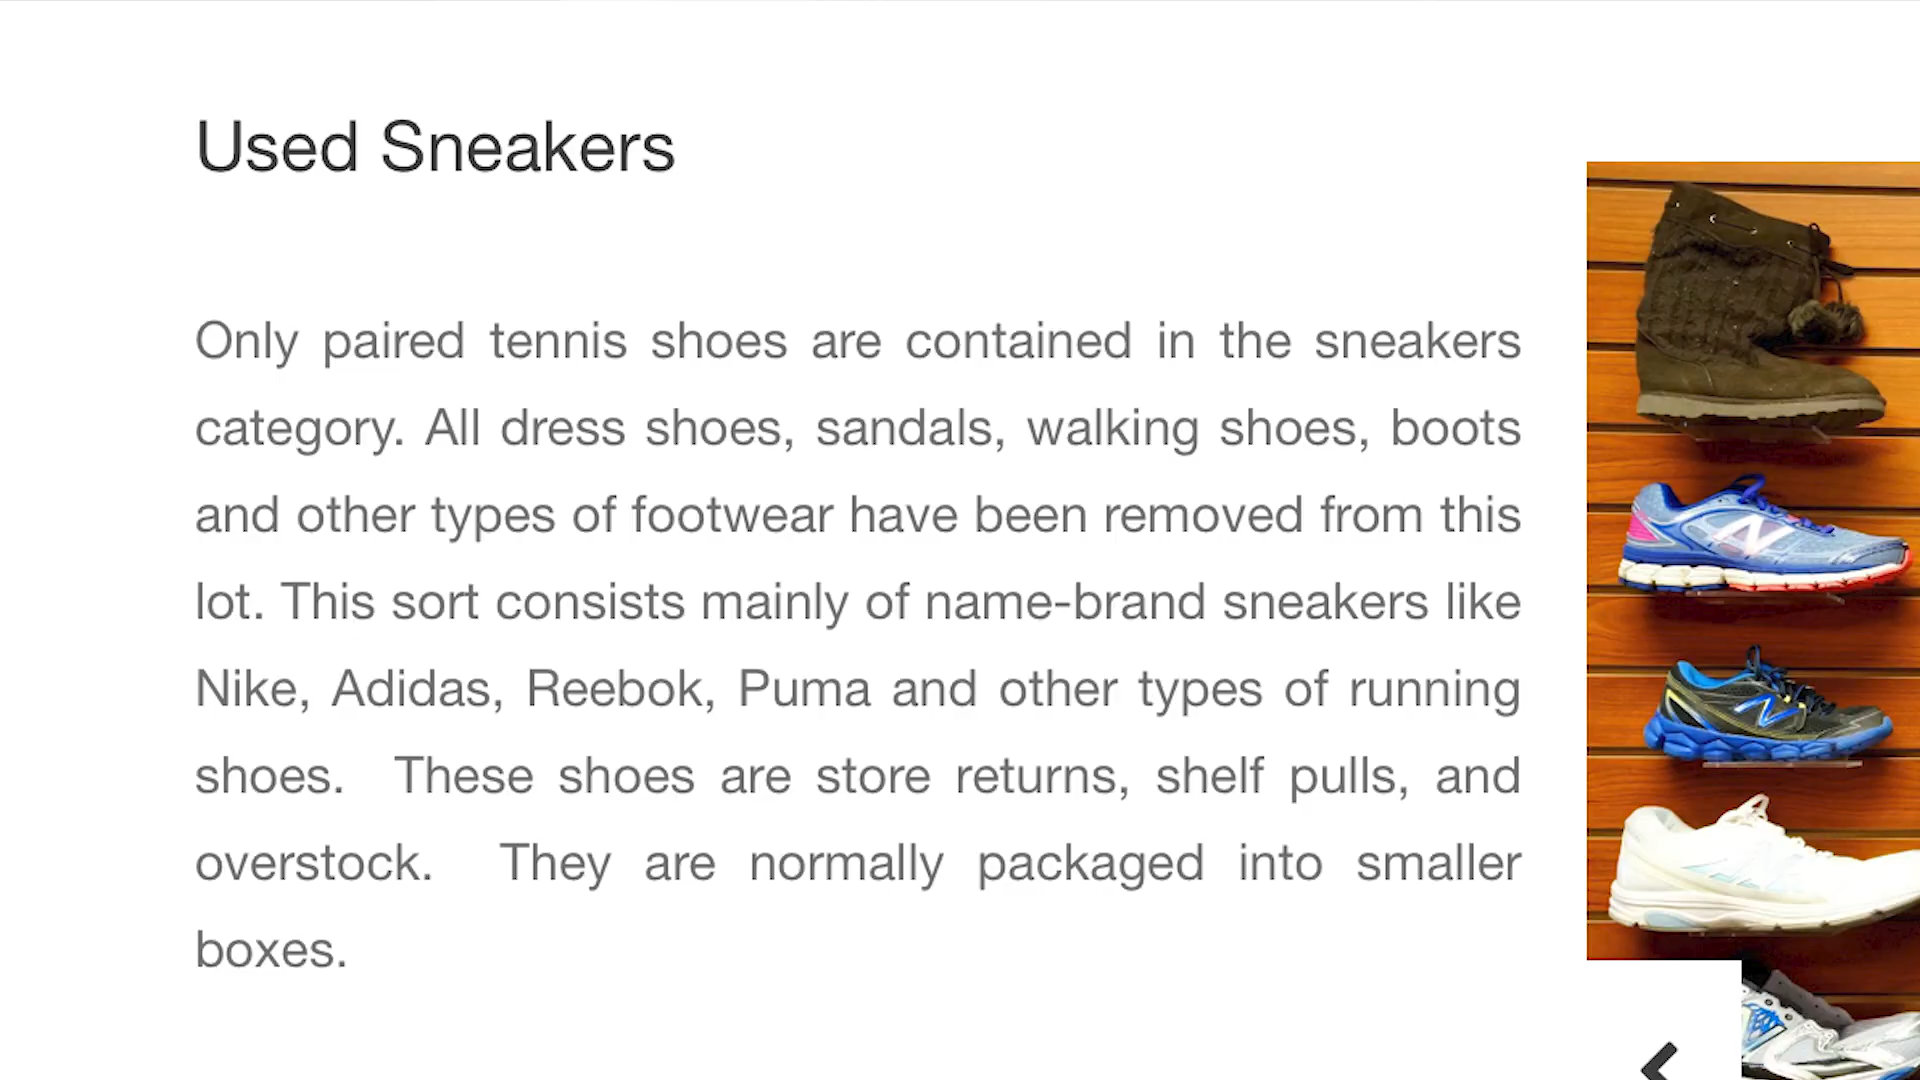 Used Sneakers
Only paired tennis shoes are contained in the sneakers
category. All dress shoes, sandals, walking shoes, boots
and other types of footwear have been removed from this
lot. This sort consists mainly of name-brand sneakers like
Nike, Adidas, Reebok, Puma and other types of running
shoes.  These shoes are store returns, shelf pulls, and
overstock.  They are normally packaged into smaller
boxes.